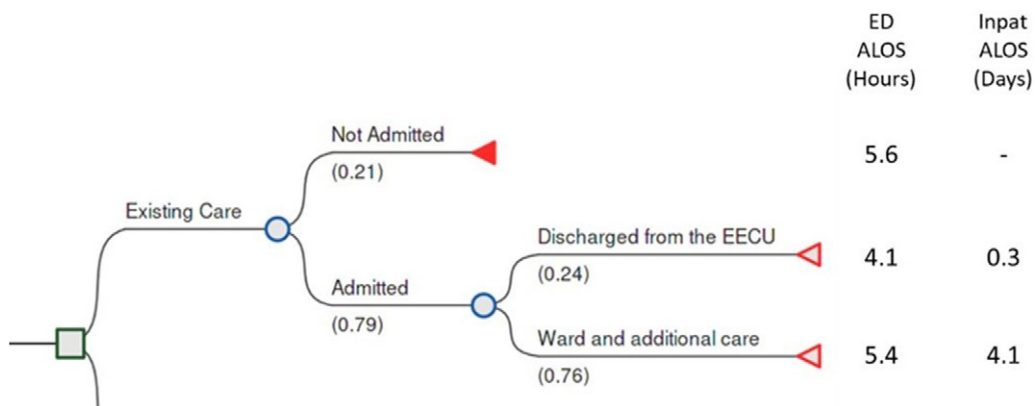 ED
ALOS
(Hours)
Inpat
ALOS
(Days)
Not Admitted
(0.21)
5.6
-
Existing Care
Discharged from the EECU
(0.24)
4.1
0.3
Admitted
(0.79)
Ward and additional care
(0.76)
5.4
4.1